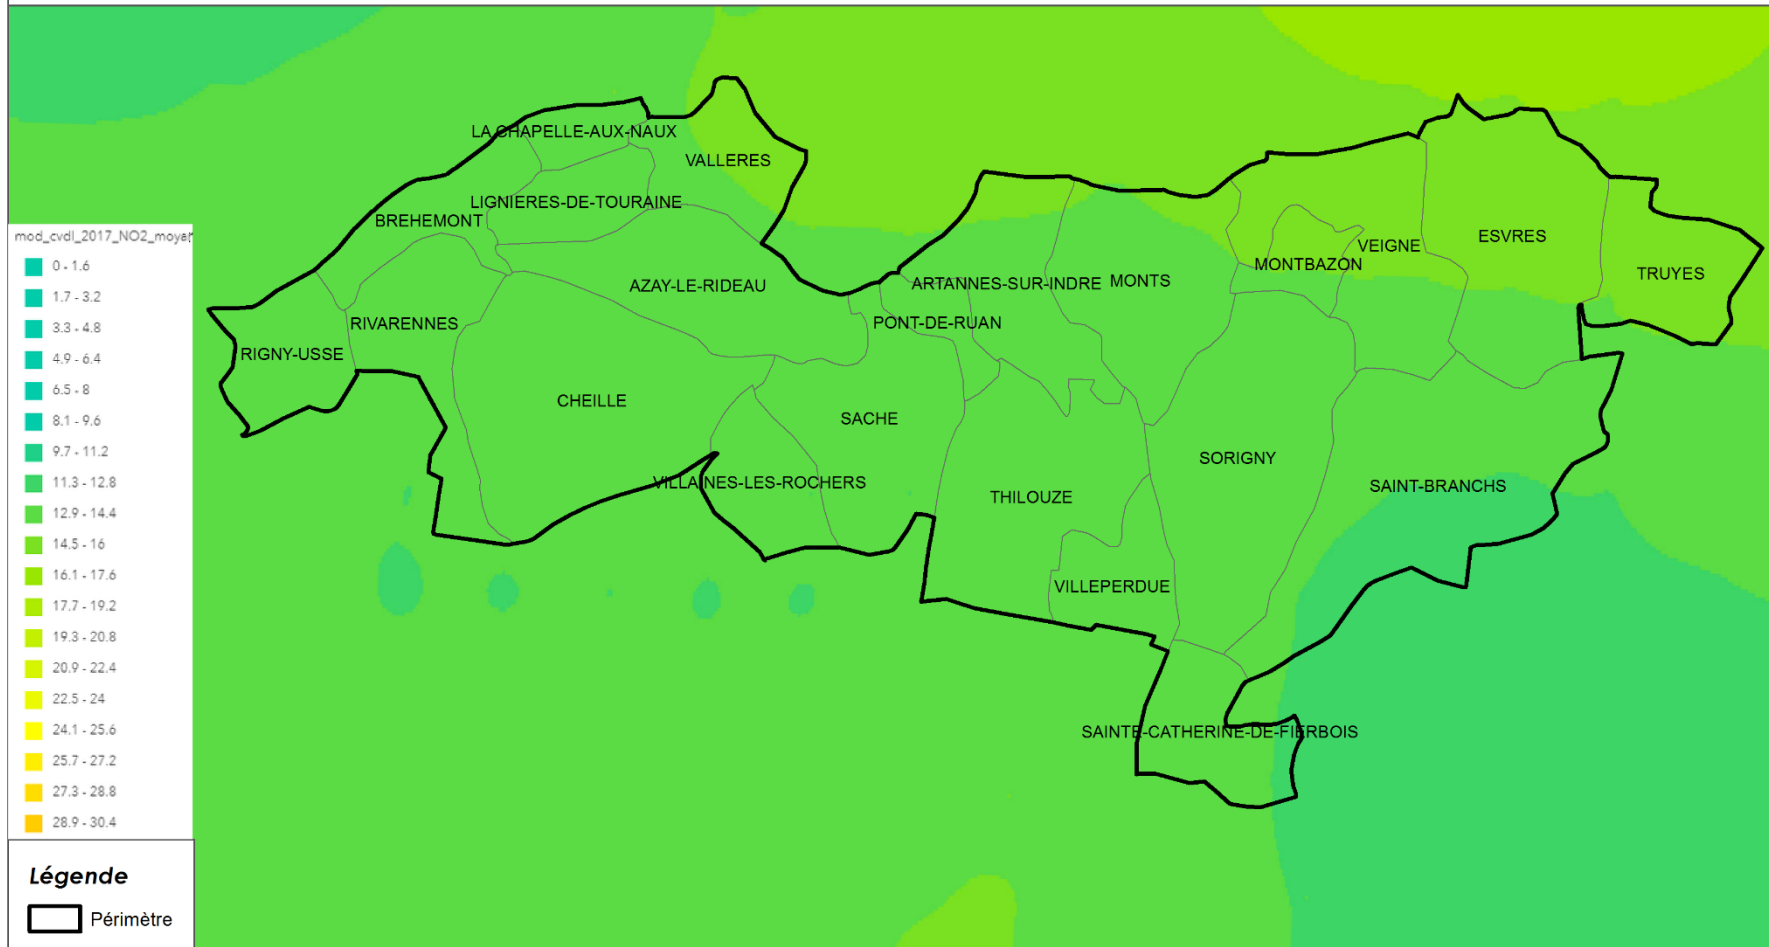 LA CHAPELLE-AUX-NAUX
VALLERES
LIGNIERES-DE-TOURAINE
BREHEMONT
VEIGNE
ESVRES
MONTBAZON
TRUYES
AZAY-LE-RIDEAU
ARTANNES-SUR-INDRE
MONTS
RIVARENNES
PONT-DE-RUAN
RIGNY-USSE
CHEILLE
SACHE
SORIGNY
VILLAINES-LES-ROCHERS
THILOUZE
SAINT-BRANCHS
VILLEPERDUE
SAINTE-CATHERINE-DE-FIERBOIS
0 - 1.6
1.7 - 3.2
3.3 - 4.8
4.9 - 6.4
6.5 - 8
8.1 - 9.6
9.7 - 11.2
11.3 - 12.8
12.9 - 14.4
14.5 - 16
16.1 - 17.6
17.7 - 19.2
19.3 - 20.8
20.9 - 22.4
22.5 - 24
24.1 - 25.6
25.7 - 27.2
27.3 - 28.8
28.9 - 30.4
Légende
Périmètre